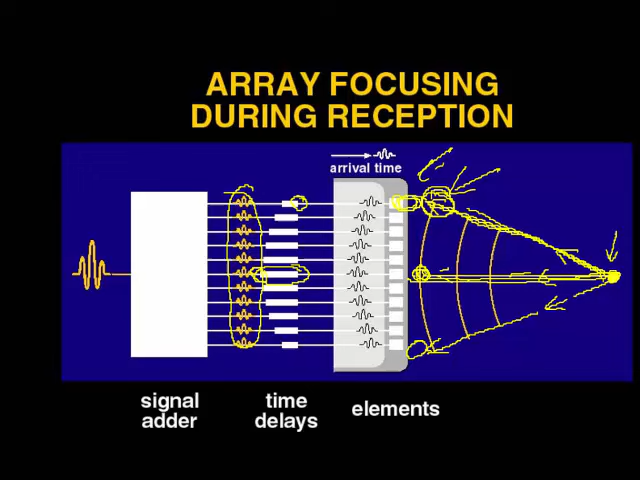 ARRAY FOCUSING
DURING RECEPTION
arrival time
signal
adder
time
delays
elements